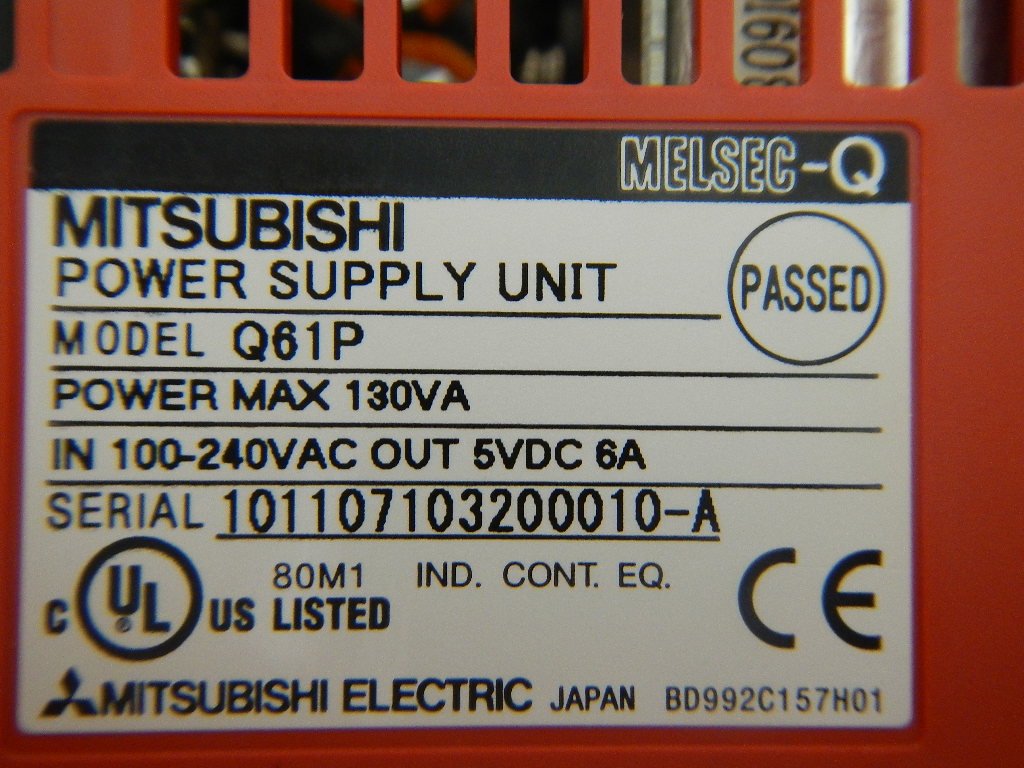 809I0
MELSEC-Q
MITSUBISHI
POWER SUPPLY UNIT
PASSED
MODEL Q61P
POWER MAX 130VA
IN 100-240VAC OUT 5VDC 6A
SERIAL 101107103200010-A
C UL ® US LISTED
80M1 IND. CONT. EQ.
CE
MITSUBISHI ELECTRIC JAPAN BD992C157H01